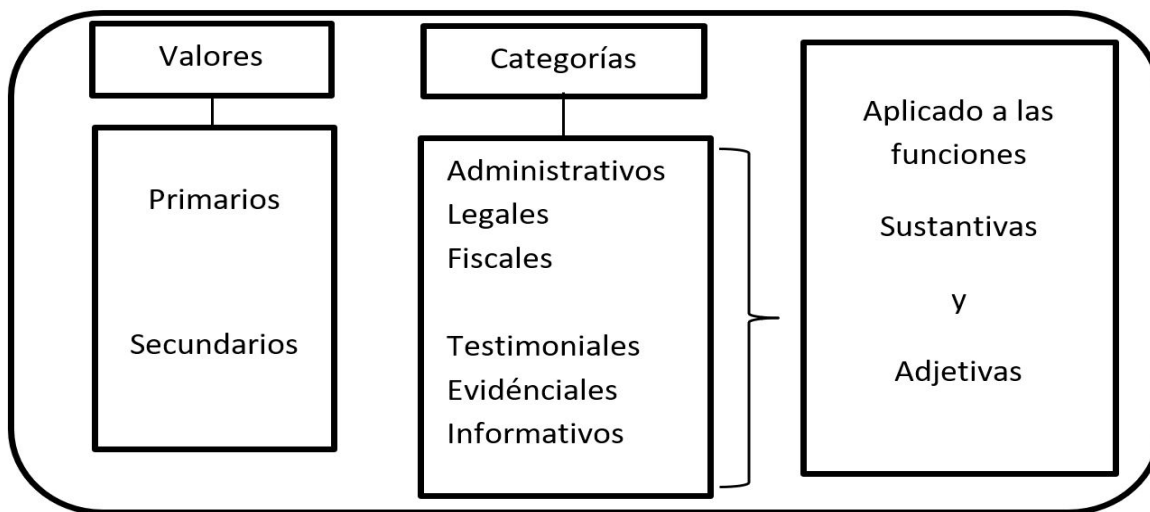 Valores
Primarios
Secundarios
Categorías
Administrativos
Legales
Fiscales
Testimoniales
Evidénciales
Informativos
Aplicado a las
funciones
Sustantivas
y
Adjetivas